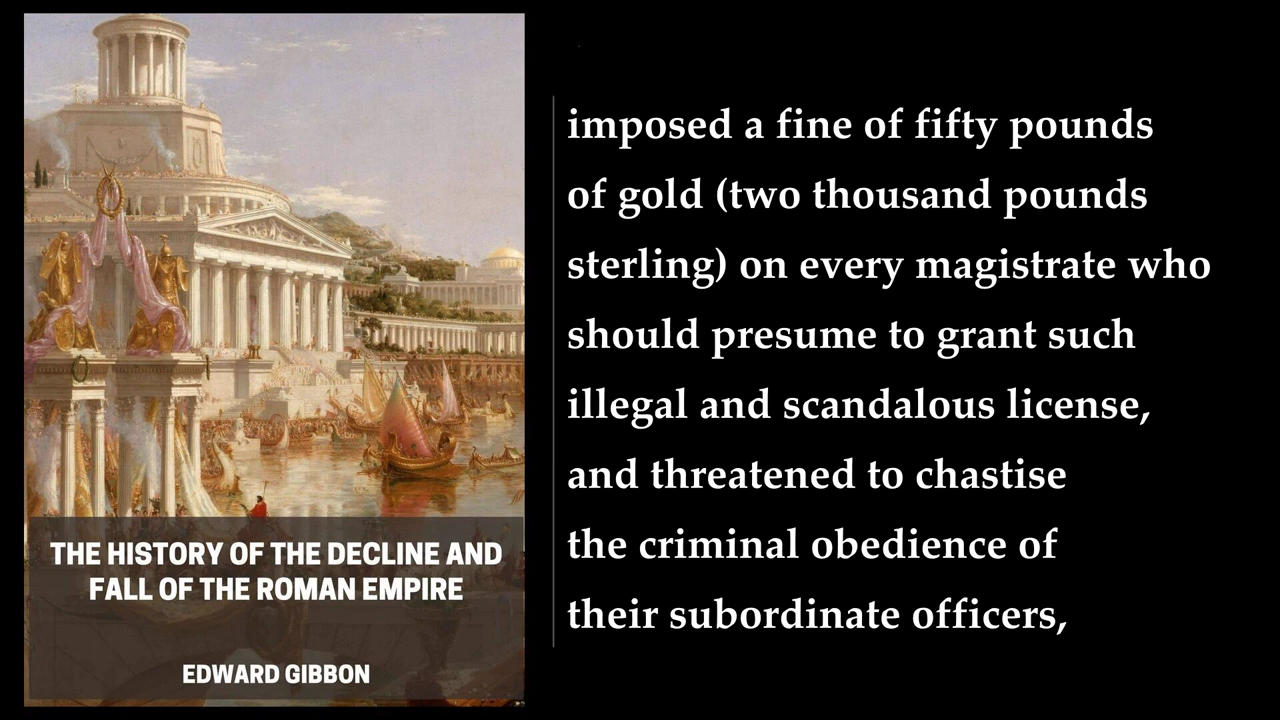 THE HISTORY OF THE DECLINE AND
FALL OF THE ROMAN EMPIRE
EDWARD GIBBON
imposed a fine of fifty pounds
of gold (two thousand pounds
sterling) on every magistrate who
should presume to grant such
illegal and scandalous license,
and threatened to chastise
the criminal obedience of
their subordinate officers,